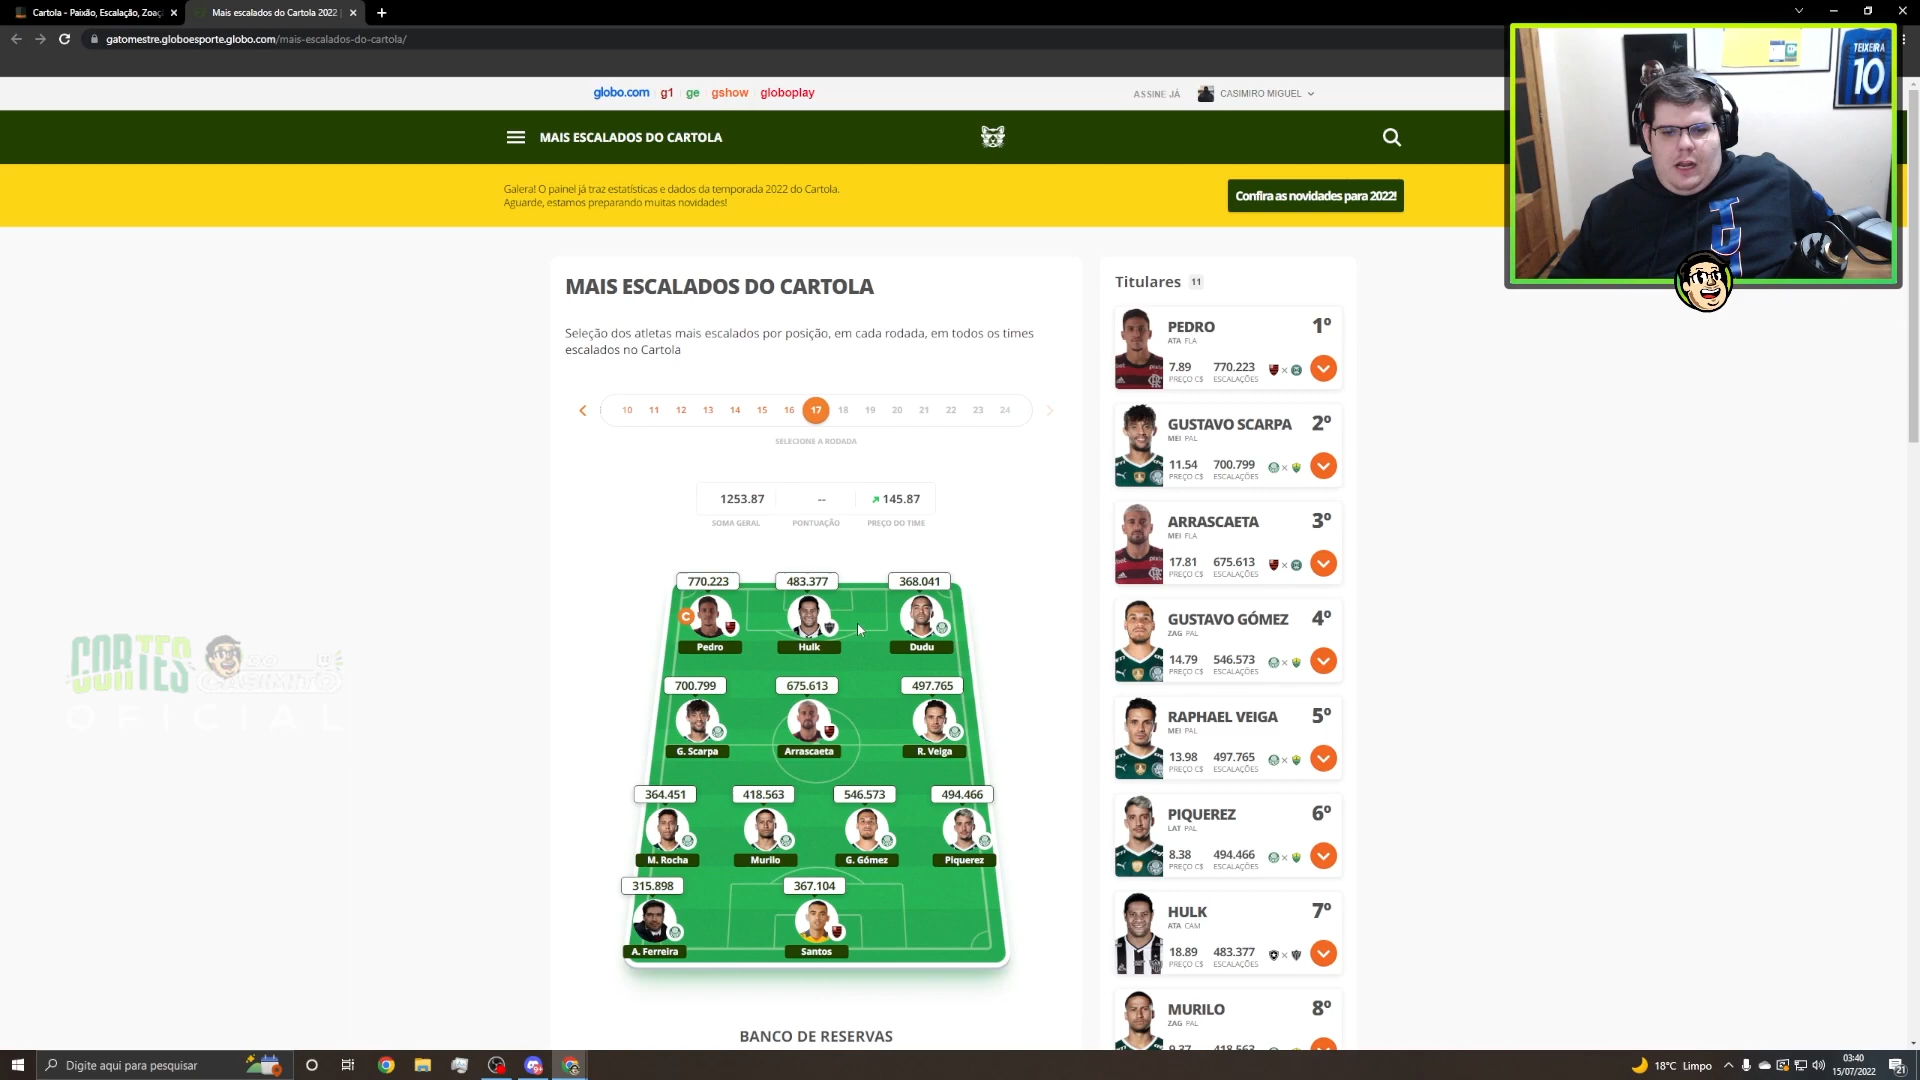 Cartola - Paixão, Escalação, Zoaç
Mais escalados do Cartola 2022 |
gatomestre.globoesporte.globo.com/mais-escalados-do-cartola/
globo.com g1 ge gshow globoplay
ASSINE JÁ
CASIMIRO MIGUEL
TEIXEIRA
10
MAIS ESCALADOS DO CARTOLA
Galera! O painel já traz estatísticas e dados da temporada 2022 do Cartola.
Aguarde, estamos preparando muitas novidades!
Confira as novidades para 2022!
MAIS ESCALADOS DO CARTOLA
Seleção dos atletas mais escalados por posição, em cada rodada, em todos os times
escalados no Cartola
10 11 12 13 14 15 16 17 18 19 20 21 22 23 24
SELECIONE A RODADA
1253.87 -- 145.87
SOMA GERAL PONTUAÇÃO PREÇO DO TIME
770.223 483.377 368.041
C
Pedro Hulk Dudu
700.799 675.613 497.765
G. Scarpa Arrascaeta R. Veiga
364.451 418.563 546.573 494.466
M. Rocha Murilo G. Gómez Piquerez
315.898 367.104
A. Ferreira Santos
BANCO DE RESERVAS
Titulares 11
PEDRO 1º
ATA FLA
7.89 770.223 x
PREÇO C$ ESCALAÇÕES
GUSTAVO SCARPA 2º
MEI PAL
11.54 700.799 x
PREÇO C$ ESCALAÇÕES
ARRASCAETA 3º
MEI FLA
17.81 675.613 x
PREÇO C$ ESCALAÇÕES
GUSTAVO GÓMEZ 4º
ZAG PAL
14.79 546.573 x
PREÇO C$ ESCALAÇÕES
RAPHAEL VEIGA 5º
MEI PAL
13.98 497.765 x
PREÇO C$ ESCALAÇÕES
PIQUEREZ 6º
LAT PAL
8.38 494.466 x
PREÇO C$ ESCALAÇÕES
HULK 7º
ATA CAM
18.89 483.377 x
PREÇO C$ ESCALAÇÕES
MURILO 8º
ZAG PAL
9.37 418.563
CORTES DO CASIMITO
OFICIAL
Digite aqui para pesquisar
18°C Limpo
03:40
15/07/2022
21